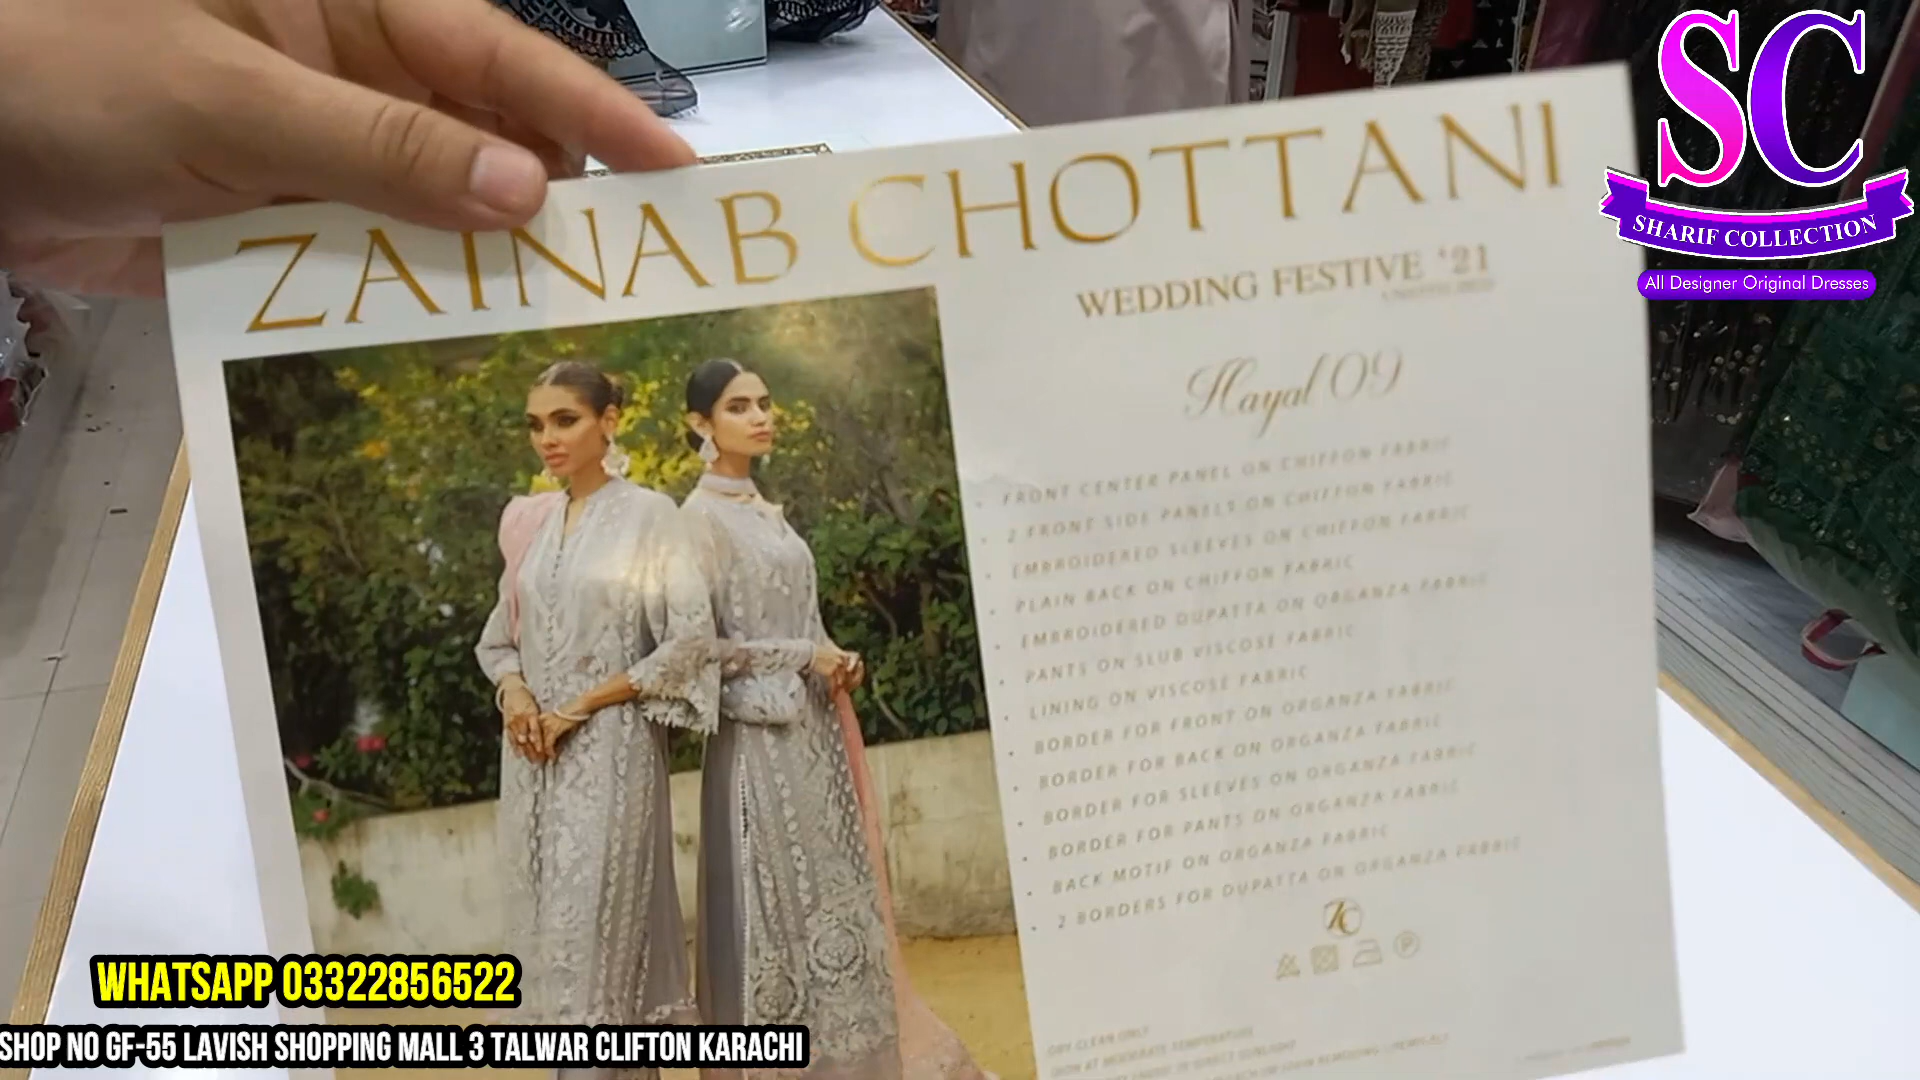 SC
SHARIF COLLECTION
All Designer Original Dresses
ZAINAB CHOTTANI
WEDDING FESTIVE '21
Hayal 09
• FRONT CENTER PANEL ON CHIFFON FABRIC
• 2 FRONT SIDE PANELS ON CHIFFON FABRIC
• EMBROIDERED SLEEVES ON CHIFFON FABRIC
• PLAIN BACK ON CHIFFON FABRIC
• EMBROIDERED DUPATTA ON ORGANZA FABRIC
• PANTS ON SLUB VISCOSE FABRIC
• LINING ON VISCOSE FABRIC
• BORDER FOR FRONT ON ORGANZA FABRIC
• BORDER FOR BACK ON ORGANZA FABRIC
• BORDER FOR SLEEVES ON ORGANZA FABRIC
• BORDER FOR PANTS ON ORGANZA FABRIC
• BACK MOTIF ON ORGANZA FABRIC
• 2 BORDERS FOR DUPATTA ON ORGANZA FABRIC
ZC
DRY CLEAN ONLY
IRON AT MODERATE TEMPERATURE
WHATSAPP 03322856522
SHOP NO GF-55 LAVISH SHOPPING MALL 3 TALWAR CLIFTON KARACHI